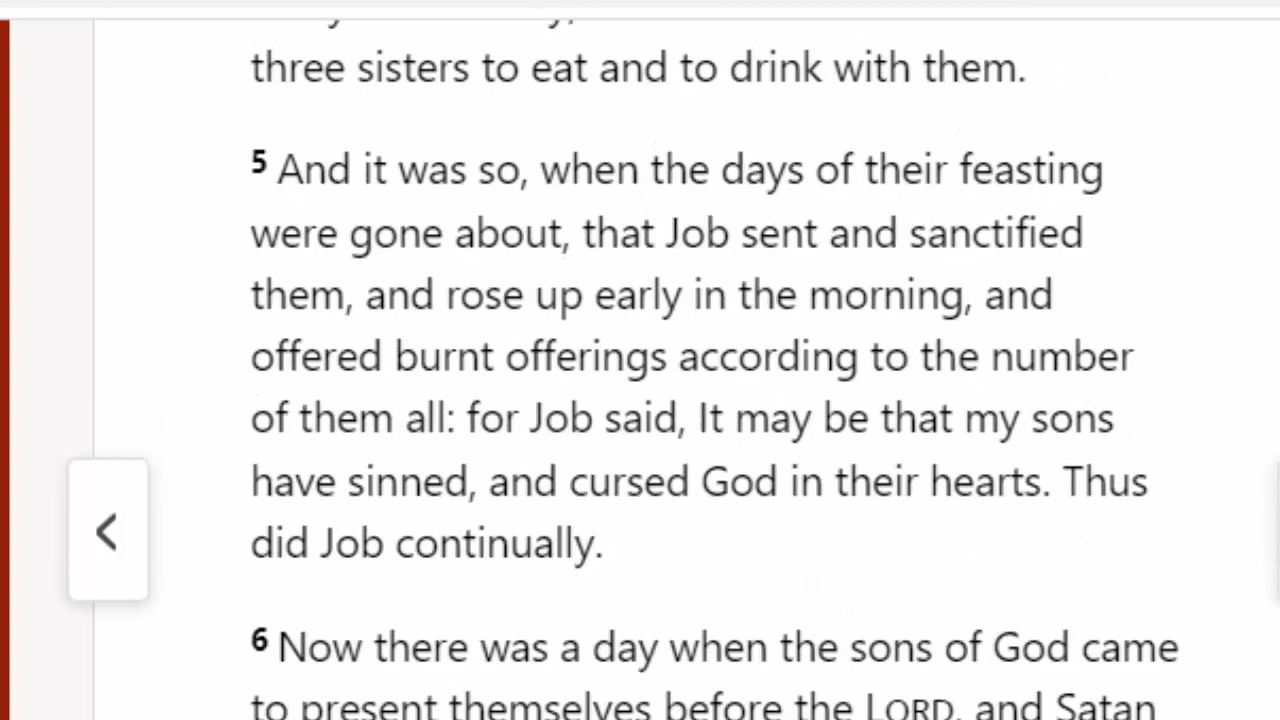 three sisters to eat and to drink with them.
5 And it was so, when the days of their feasting
were gone about, that Job sent and sanctified
them, and rose up early in the morning, and
offered burnt offerings according to the number
of them all: for Job said, It may be that my sons
have sinned, and cursed God in their hearts. Thus
did Job continually.
6 Now there was a day when the sons of God came
to present themselves before the LORD, and Satan